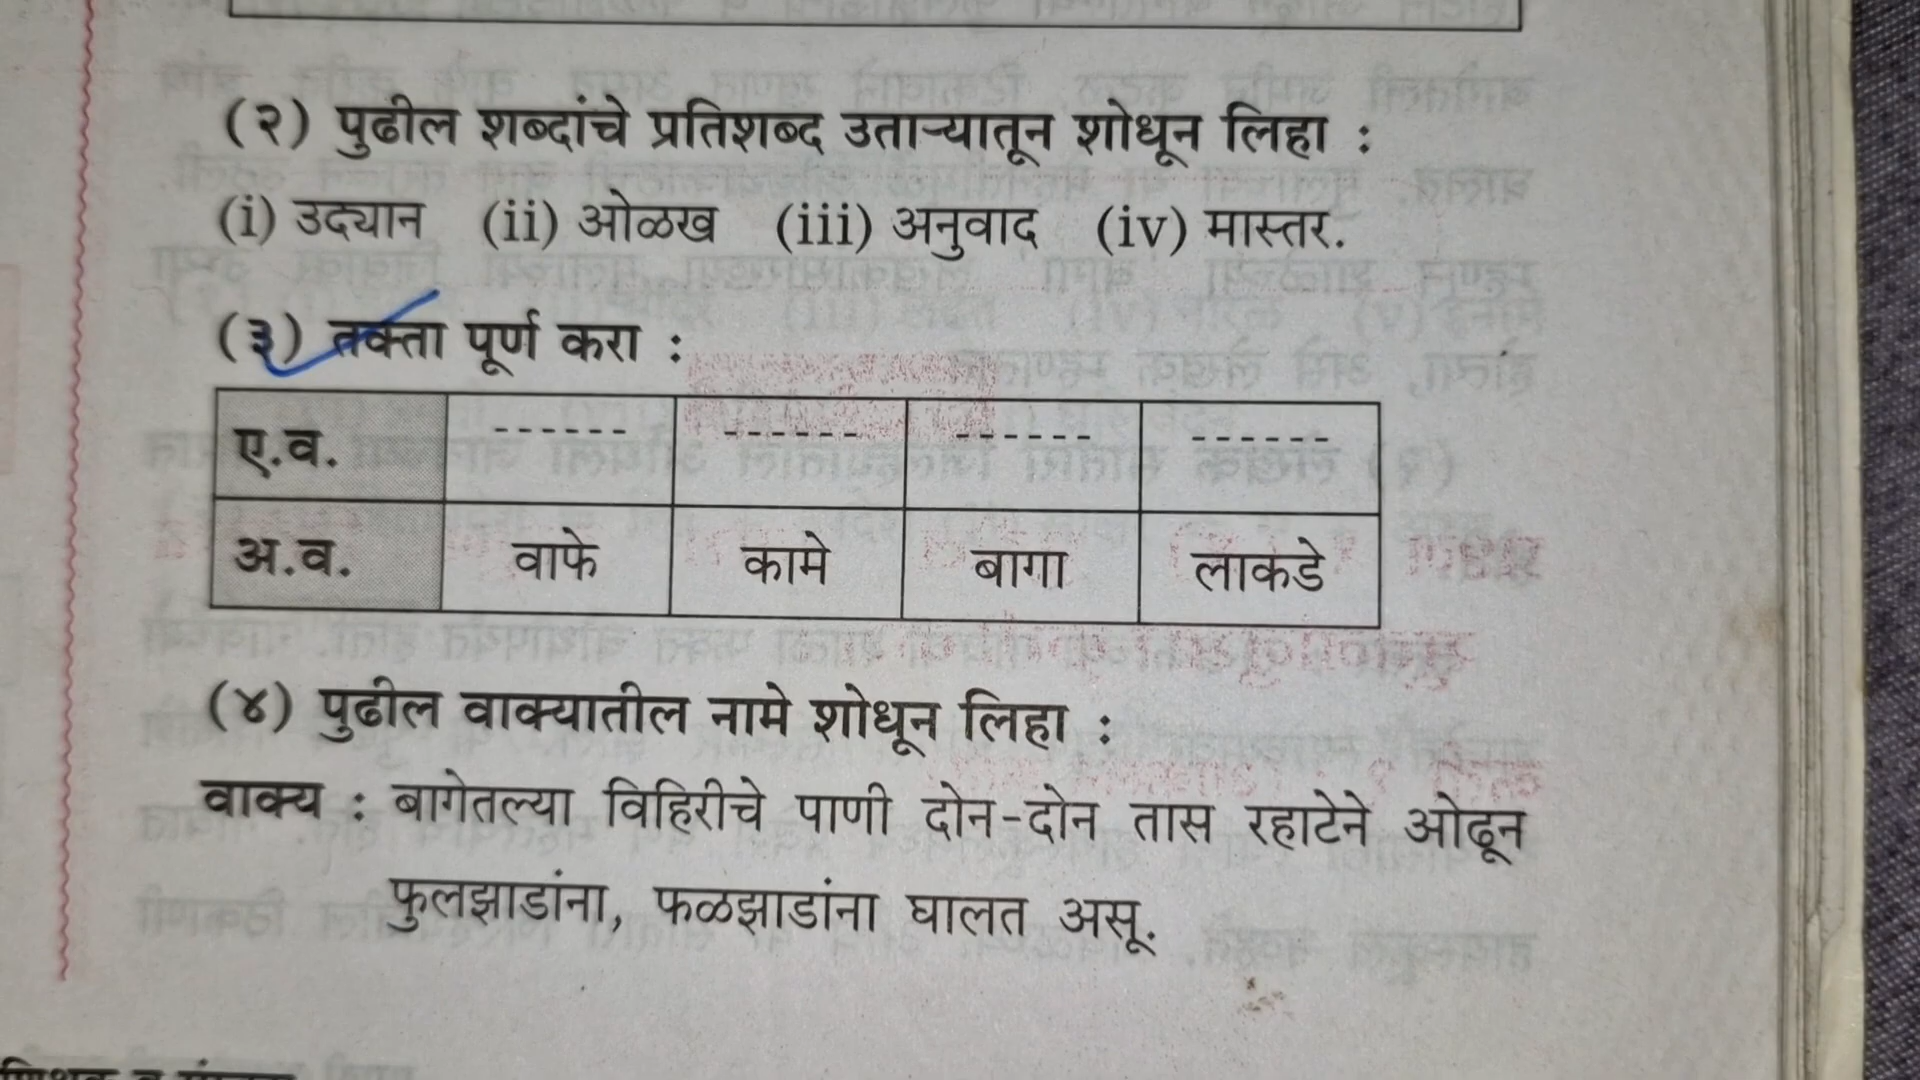 (२) पुढील शब्दांचे प्रतिशब्द उताऱ्यातून शोधून लिहा :
(i) उद्यान (ii) ओळख (iii) अनुवाद (iv) मास्तर.
(३) तक्ता पूर्ण करा :
ए.व. ------ ------ ------ ------
अ.व. वाफे कामे बागा लाकडे
(४) पुढील वाक्यातील नामे शोधून लिहा :
वाक्य : बागेतल्या विहिरीचे पाणी दोन-दोन तास रहाटेने ओढून
फुलझाडांना, फळझाडांना घालत असू.